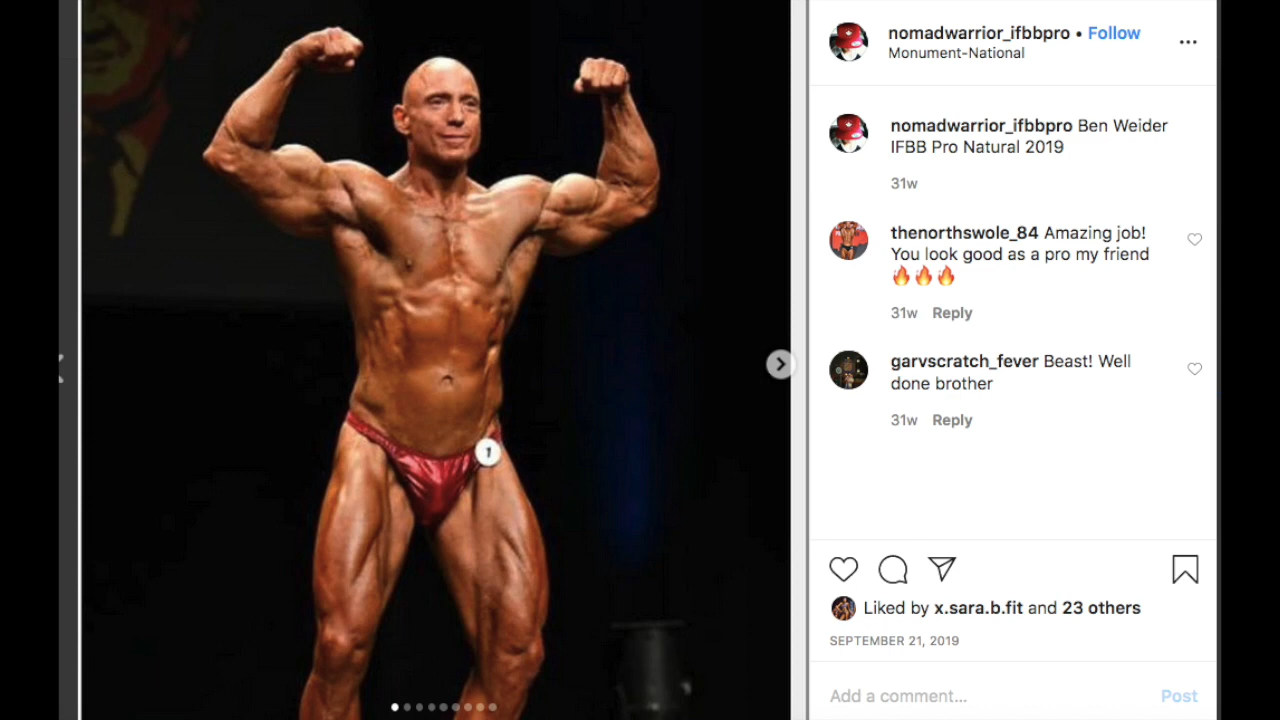 nomadwarrior_ifbbpro • Follow
Monument-National
nomadwarrior_ifbbpro Ben Weider
IFBB Pro Natural 2019
31w
thenorthswole_84 Amazing job!
You look good as a pro my friend
🔥🔥🔥
31w Reply
garvscratch_fever Beast! Well
done brother
31w Reply
1
Liked by x.sara.b.fit and 23 others
SEPTEMBER 21, 2019
Add a comment... Post